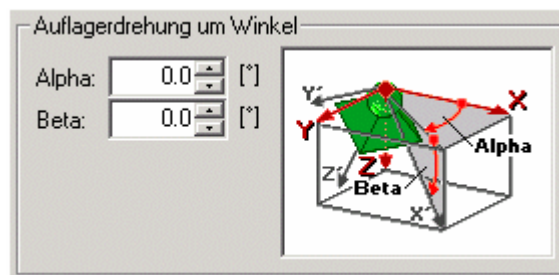 Auflagerdrehung um Winkel
Alpha: 0.0 [°]
Beta: 0.0 [°]
Y´ X
Y
Alpha
Z
Z´ Beta
X´